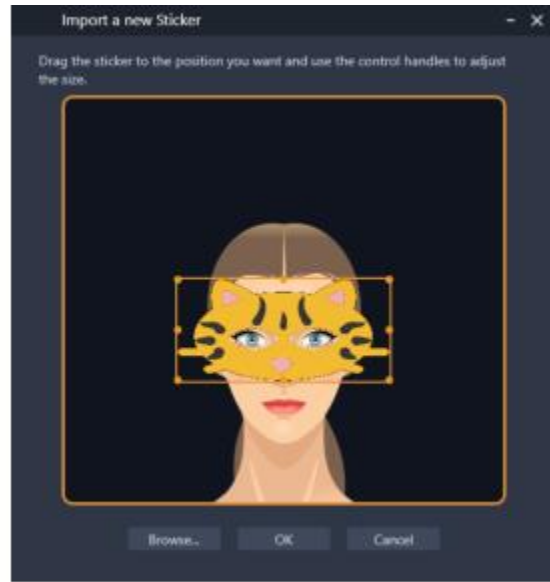 Import a new Sticker
Drag the sticker to the position you want and use the control handles to adjust
the size.
Browse...
OK
Cancel